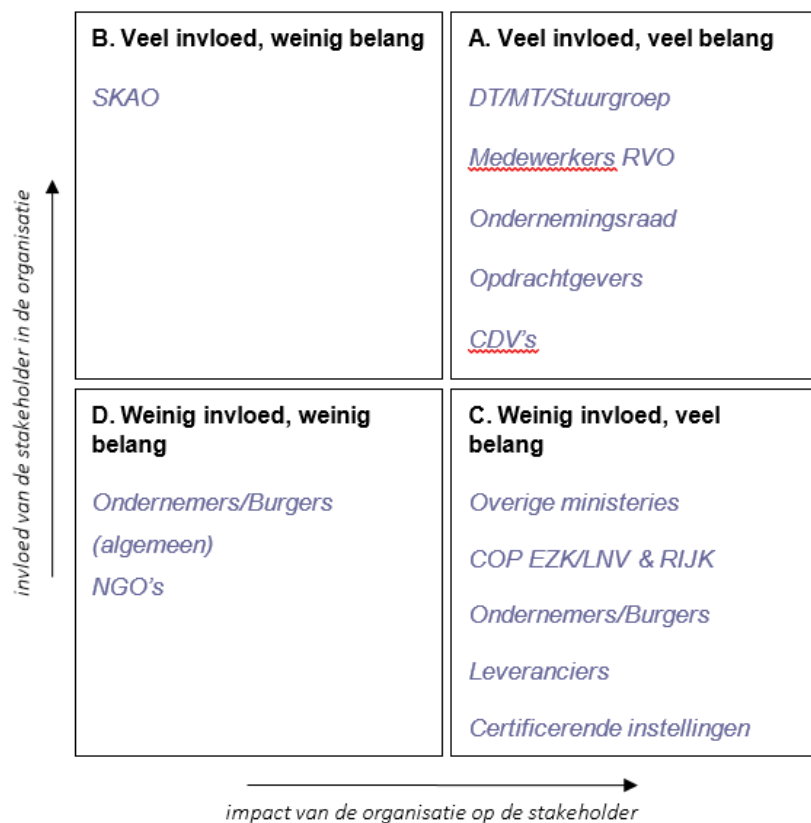 B. Veel invloed, weinig belang
SKAO
A. Veel invloed, veel belang
DT/MT/Stuurgroep
Medewerkers RVO
Ondernemingsraad
Opdrachtgevers
CDV's
D. Weinig invloed, weinig
belang
Ondernemers/Burgers
(algemeen)
NGO's
C. Weinig invloed, veel
belang
Overige ministeries
COP EZK/LNV & RIJK
Ondernemers/Burgers
Leveranciers
Certificerende instellingen
invloed van de stakeholder in de organisatie
impact van de organisatie op de stakeholder